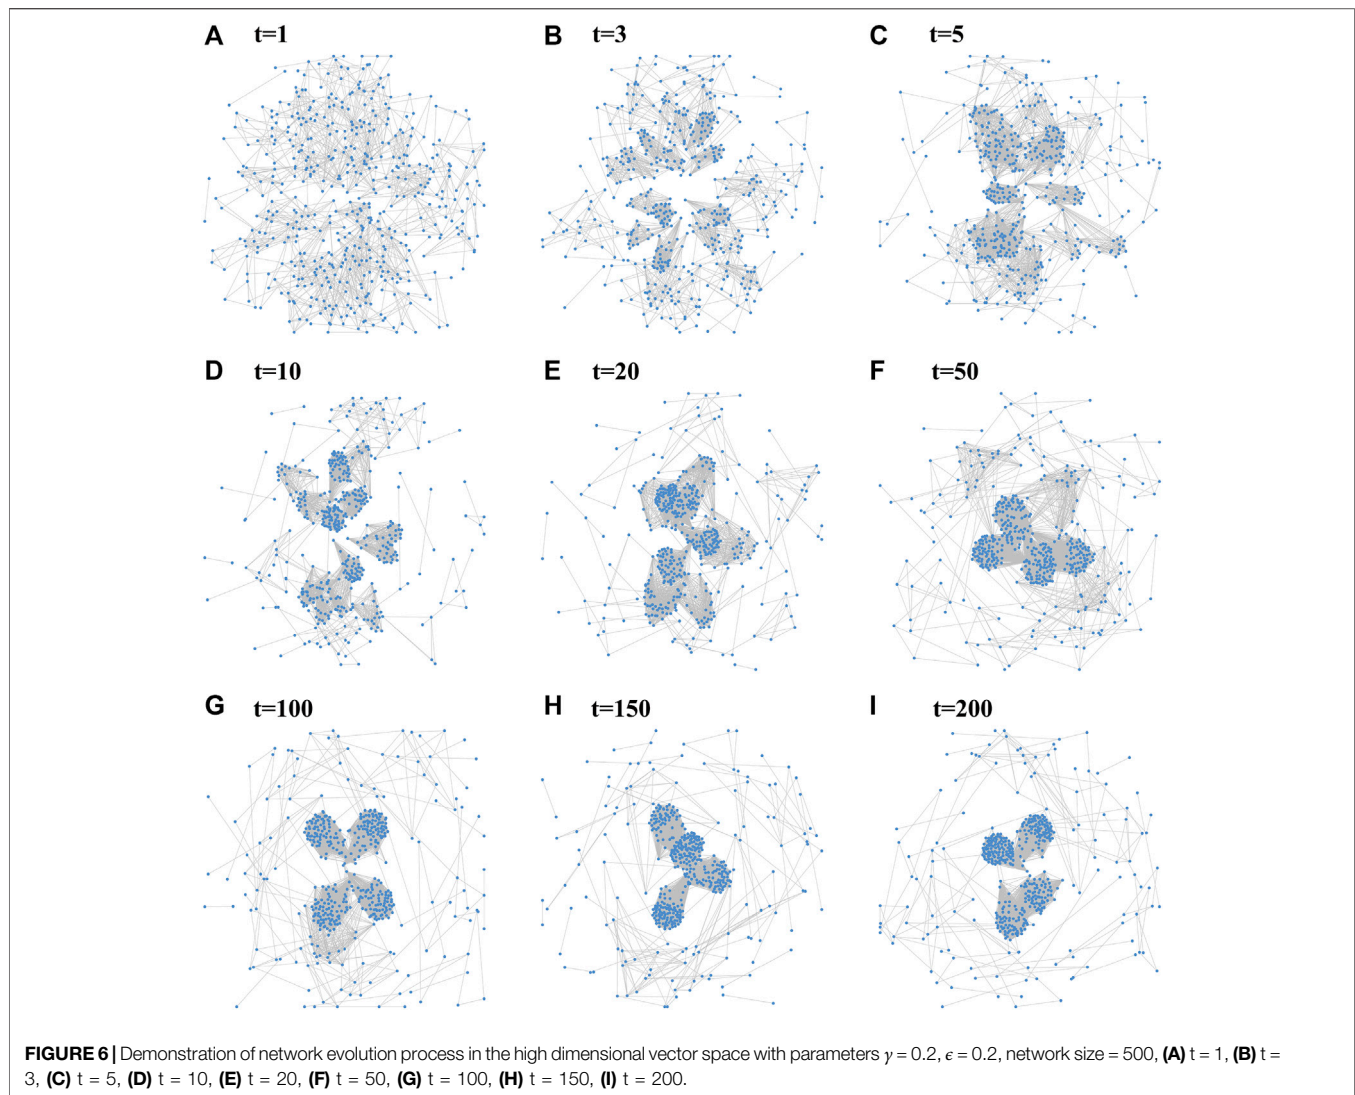 A t=1
B t=3
C t=5
D t=10
E t=20
F t=50
G t=100
H t=150
I t=200
FIGURE 6 | Demonstration of network evolution process in the high dimensional vector space with parameters γ = 0.2, ϵ = 0.2, network size = 500, (A) t = 1, (B) t =
3, (C) t = 5, (D) t = 10, (E) t = 20, (F) t = 50, (G) t = 100, (H) t = 150, (I) t = 200.